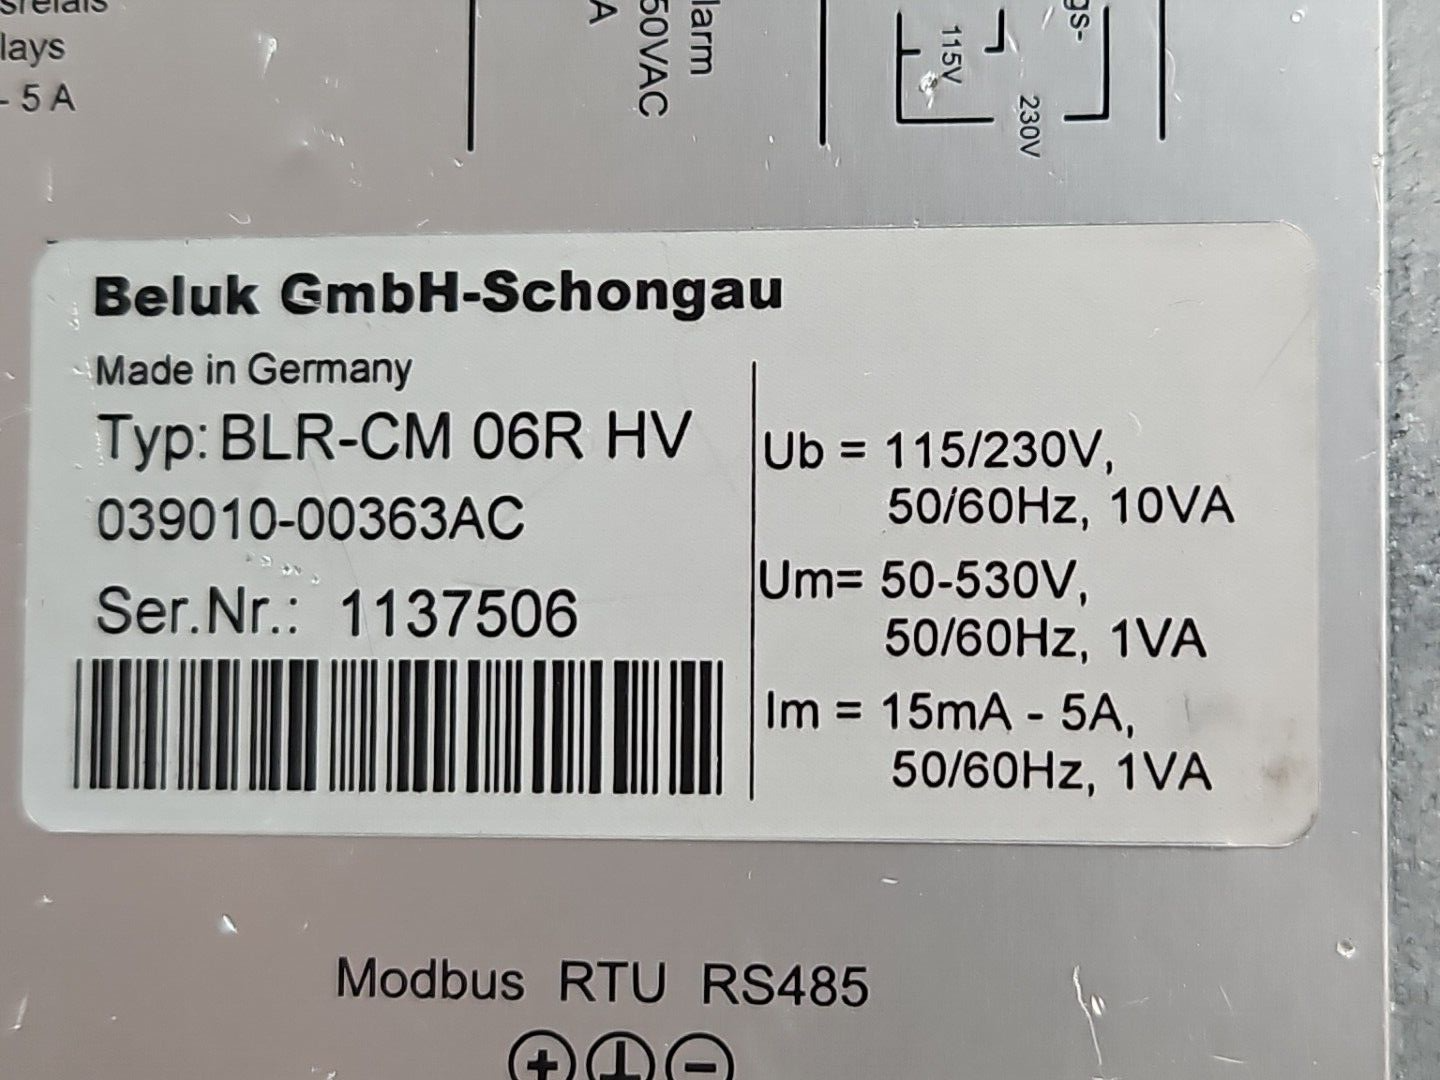 lays
- 5 A
A
50VAC
larm
115V
230V
gs-
Beluk GmbH-Schongau
Made in Germany
Typ: BLR-CM 06R HV
039010-00363AC
Ser.Nr.: 1137506
Ub = 115/230V,
50/60Hz, 10VA
Um= 50-530V,
50/60Hz, 1VA
Im = 15mA - 5A,
50/60Hz, 1VA
Modbus RTU RS485